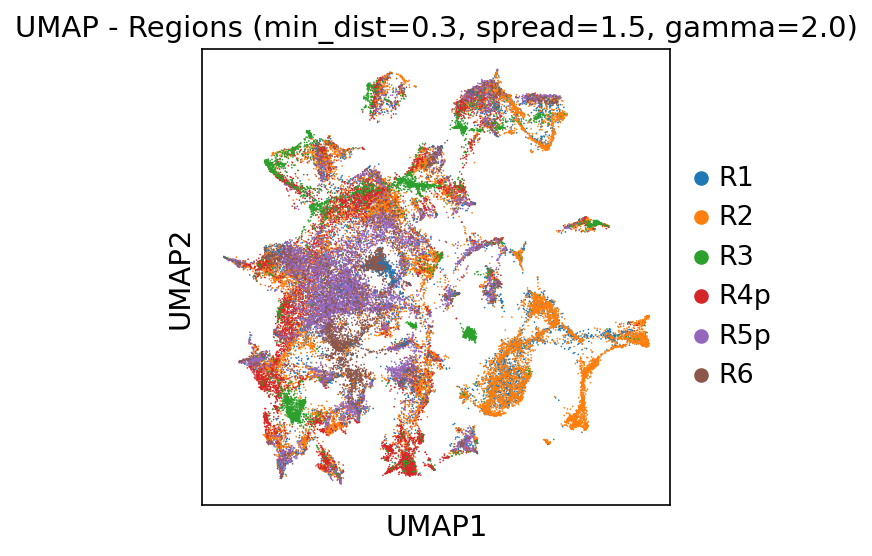 UMAP - Regions (min_dist=0.3, spread=1.5, gamma=2.0)
UMAP2
R1
R2
R3
R4p
R5p
R6
UMAP1